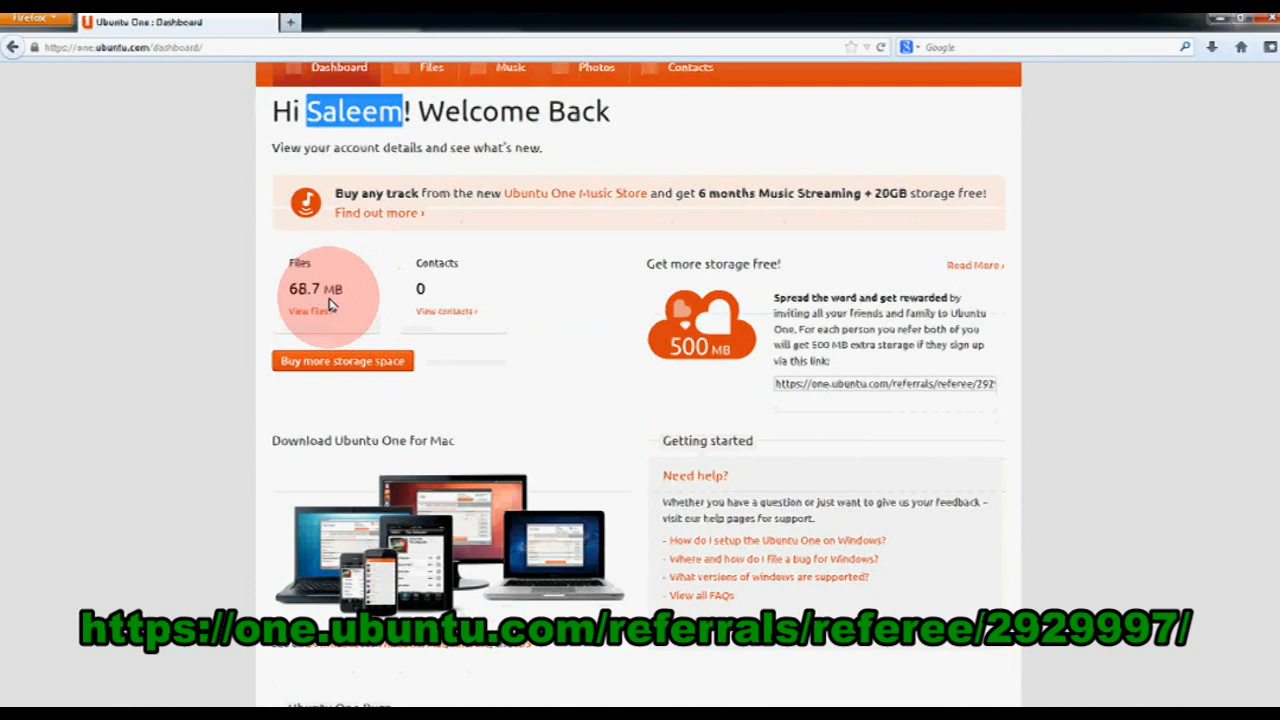 Firefox
Ubuntu One : Dashboard
https://one.ubuntu.com/dashboard/
Google
Dashboard
Files
Music
Photos
Contacts
Hi Saleem! Welcome Back
View your account details and see what's new.
Buy any track from the new Ubuntu One Music Store and get 6 months Music Streaming + 20GB storage free!
Find out more ›
Files
Contacts
68.7 MB
0
View files
View contacts ›
Buy more storage space
Get more storage free!
Read More ›
500 MB
Spread the word and get rewarded by
inviting all your friends and family to Ubuntu
One. For each person you refer both of you
will get 500 MB extra storage if they sign up
via this link:
https://one.ubuntu.com/referrals/referee/292
Download Ubuntu One for Mac
Getting started
Need help?
Whether you have a question or just want to give us your feedback –
visit our help pages for support.
- How do I setup the Ubuntu One on Windows?
- Where and how do I file a bug for Windows?
- What versions of windows are supported?
- View all FAQs
https://one.ubuntu.com/referrals/referee/2929997/